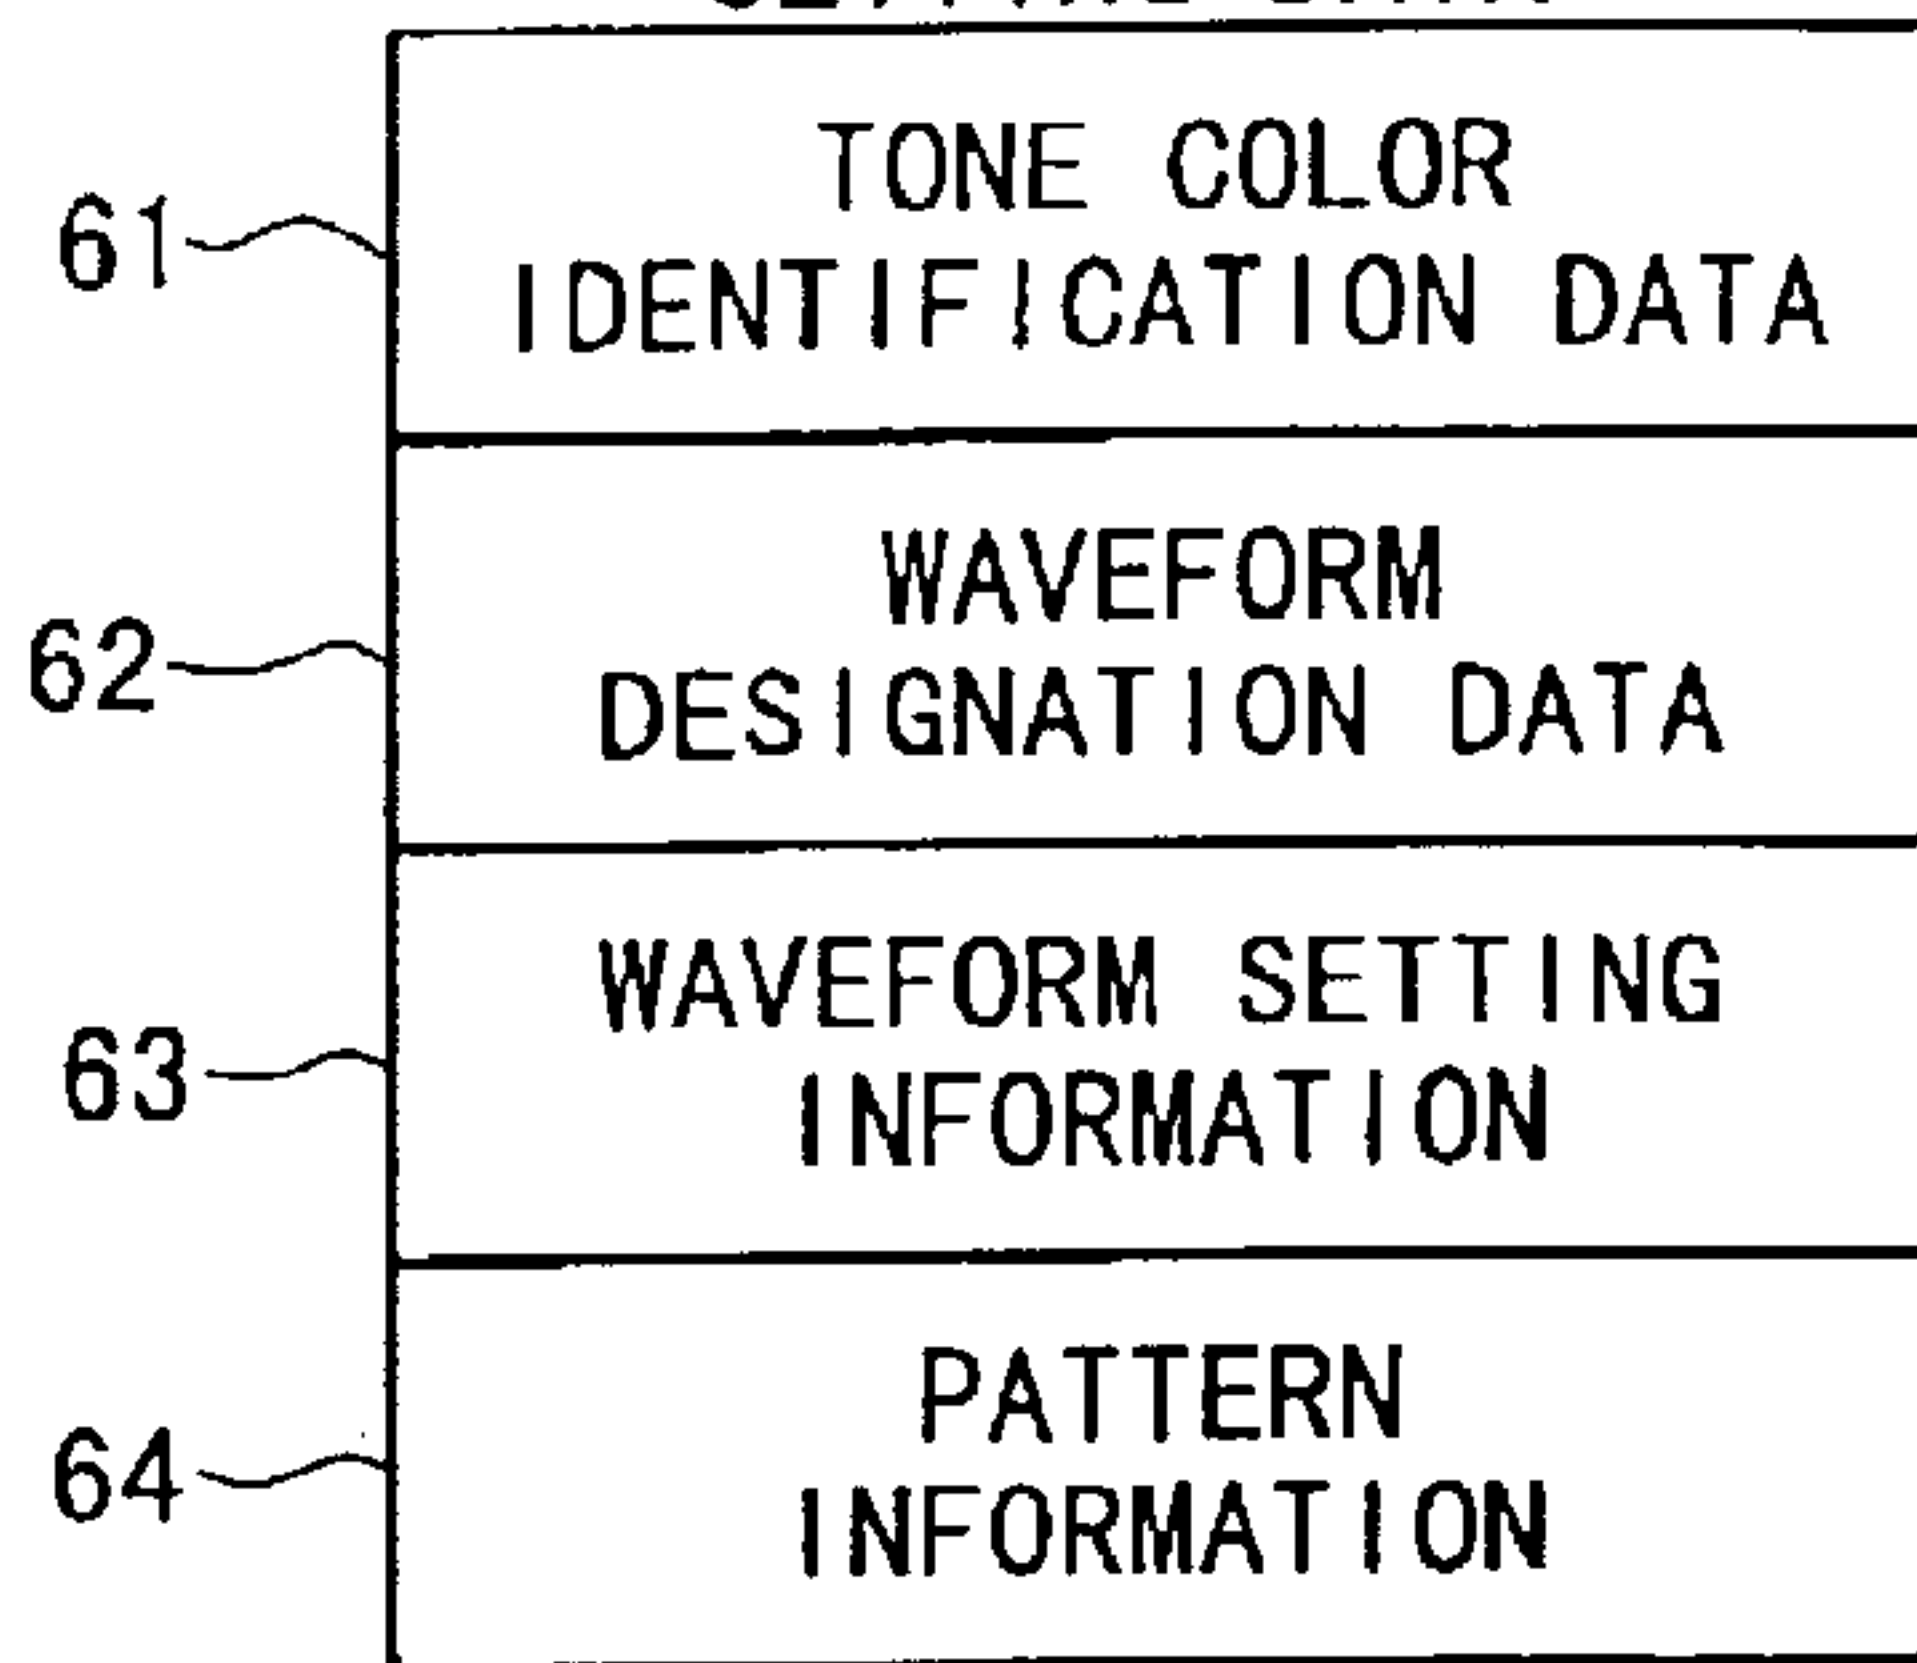 TONE COLOR
IDENTIFICATION DATA
61
WAVEFORM
DESIGNATION DATA
62
WAVEFORM SETTING
INFORMATION
63
PATTERN
INFORMATION
64